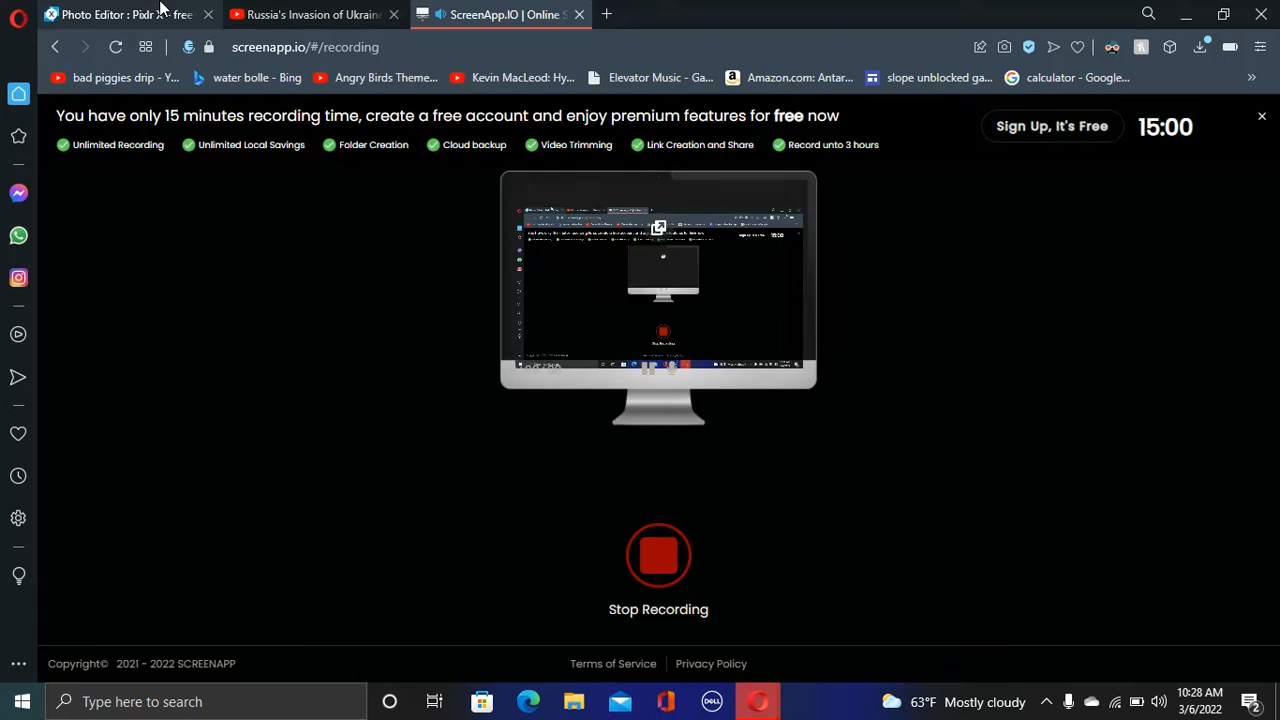 Photo Editor : Pixlr X - free
Russia's Invasion of Ukraine
ScreenApp.IO | Online S
screenapp.io/#/recording
bad piggies drip - Y...
water bolle - Bing
Angry Birds Theme...
Kevin MacLeod: Hy...
Elevator Music - Ga...
Amazon.com: Antar...
slope unblocked ga...
calculator - Google...
You have only 15 minutes recording time, create a free account and enjoy premium features for free now
Sign Up, It's Free
15:00
Unlimited Recording
Unlimited Local Savings
Folder Creation
Cloud backup
Video Trimming
Link Creation and Share
Record unto 3 hours
Stop Recording
Copyright© 2021 - 2022 SCREENAPP
Terms of Service
Privacy Policy
Type here to search
DELL
63°F Mostly cloudy
10:28 AM
3/6/2022
2